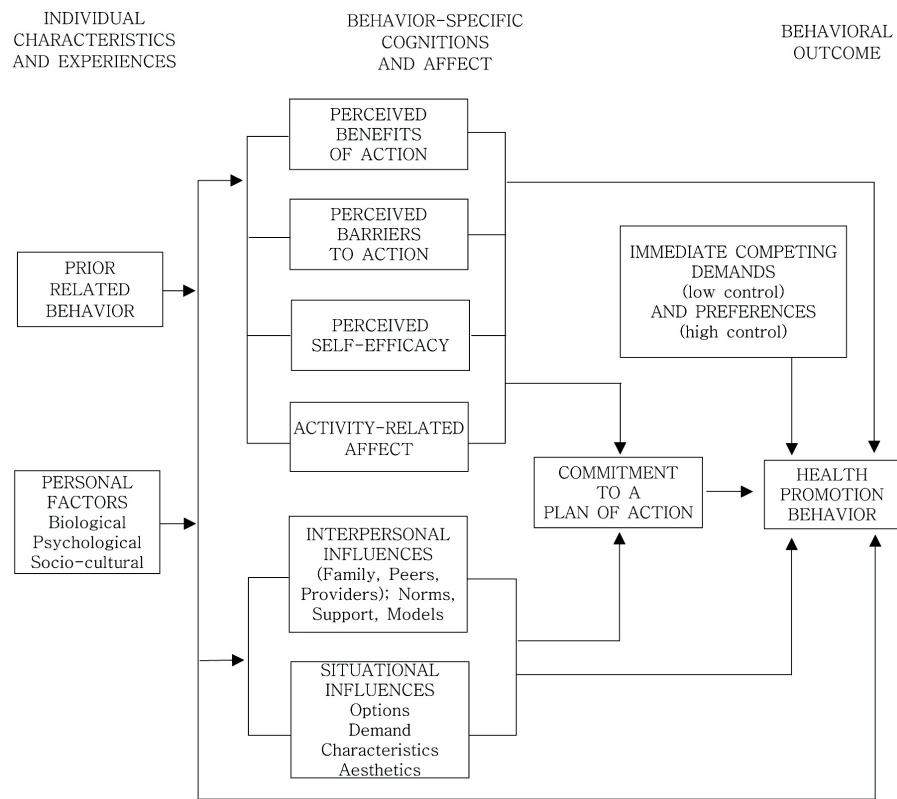 INDIVIDUAL
CHARACTERISTICS
AND EXPERIENCES
BEHAVIOR-SPECIFIC
COGNITIONS
AND AFFECT
BEHAVIORAL
OUTCOME
PRIOR
RELATED
BEHAVIOR
PERSONAL
FACTORS
Biological
Psychological
Socio-cultural
PERCEIVED
BENEFITS
OF ACTION
PERCEIVED
BARRIERS
TO ACTION
PERCEIVED
SELF-EFFICACY
ACTIVITY-RELATED
AFFECT
INTERPERSONAL
INFLUENCES
(Family, Peers,
Providers); Norms,
Support, Models
SITUATIONAL
INFLUENCES
Options
Demand
Characteristics
Aesthetics
IMMEDIATE COMPETING
DEMANDS
(low control)
AND PREFERENCES
(high control)
COMMITMENT
TO A
PLAN OF ACTION
HEALTH
PROMOTION
BEHAVIOR